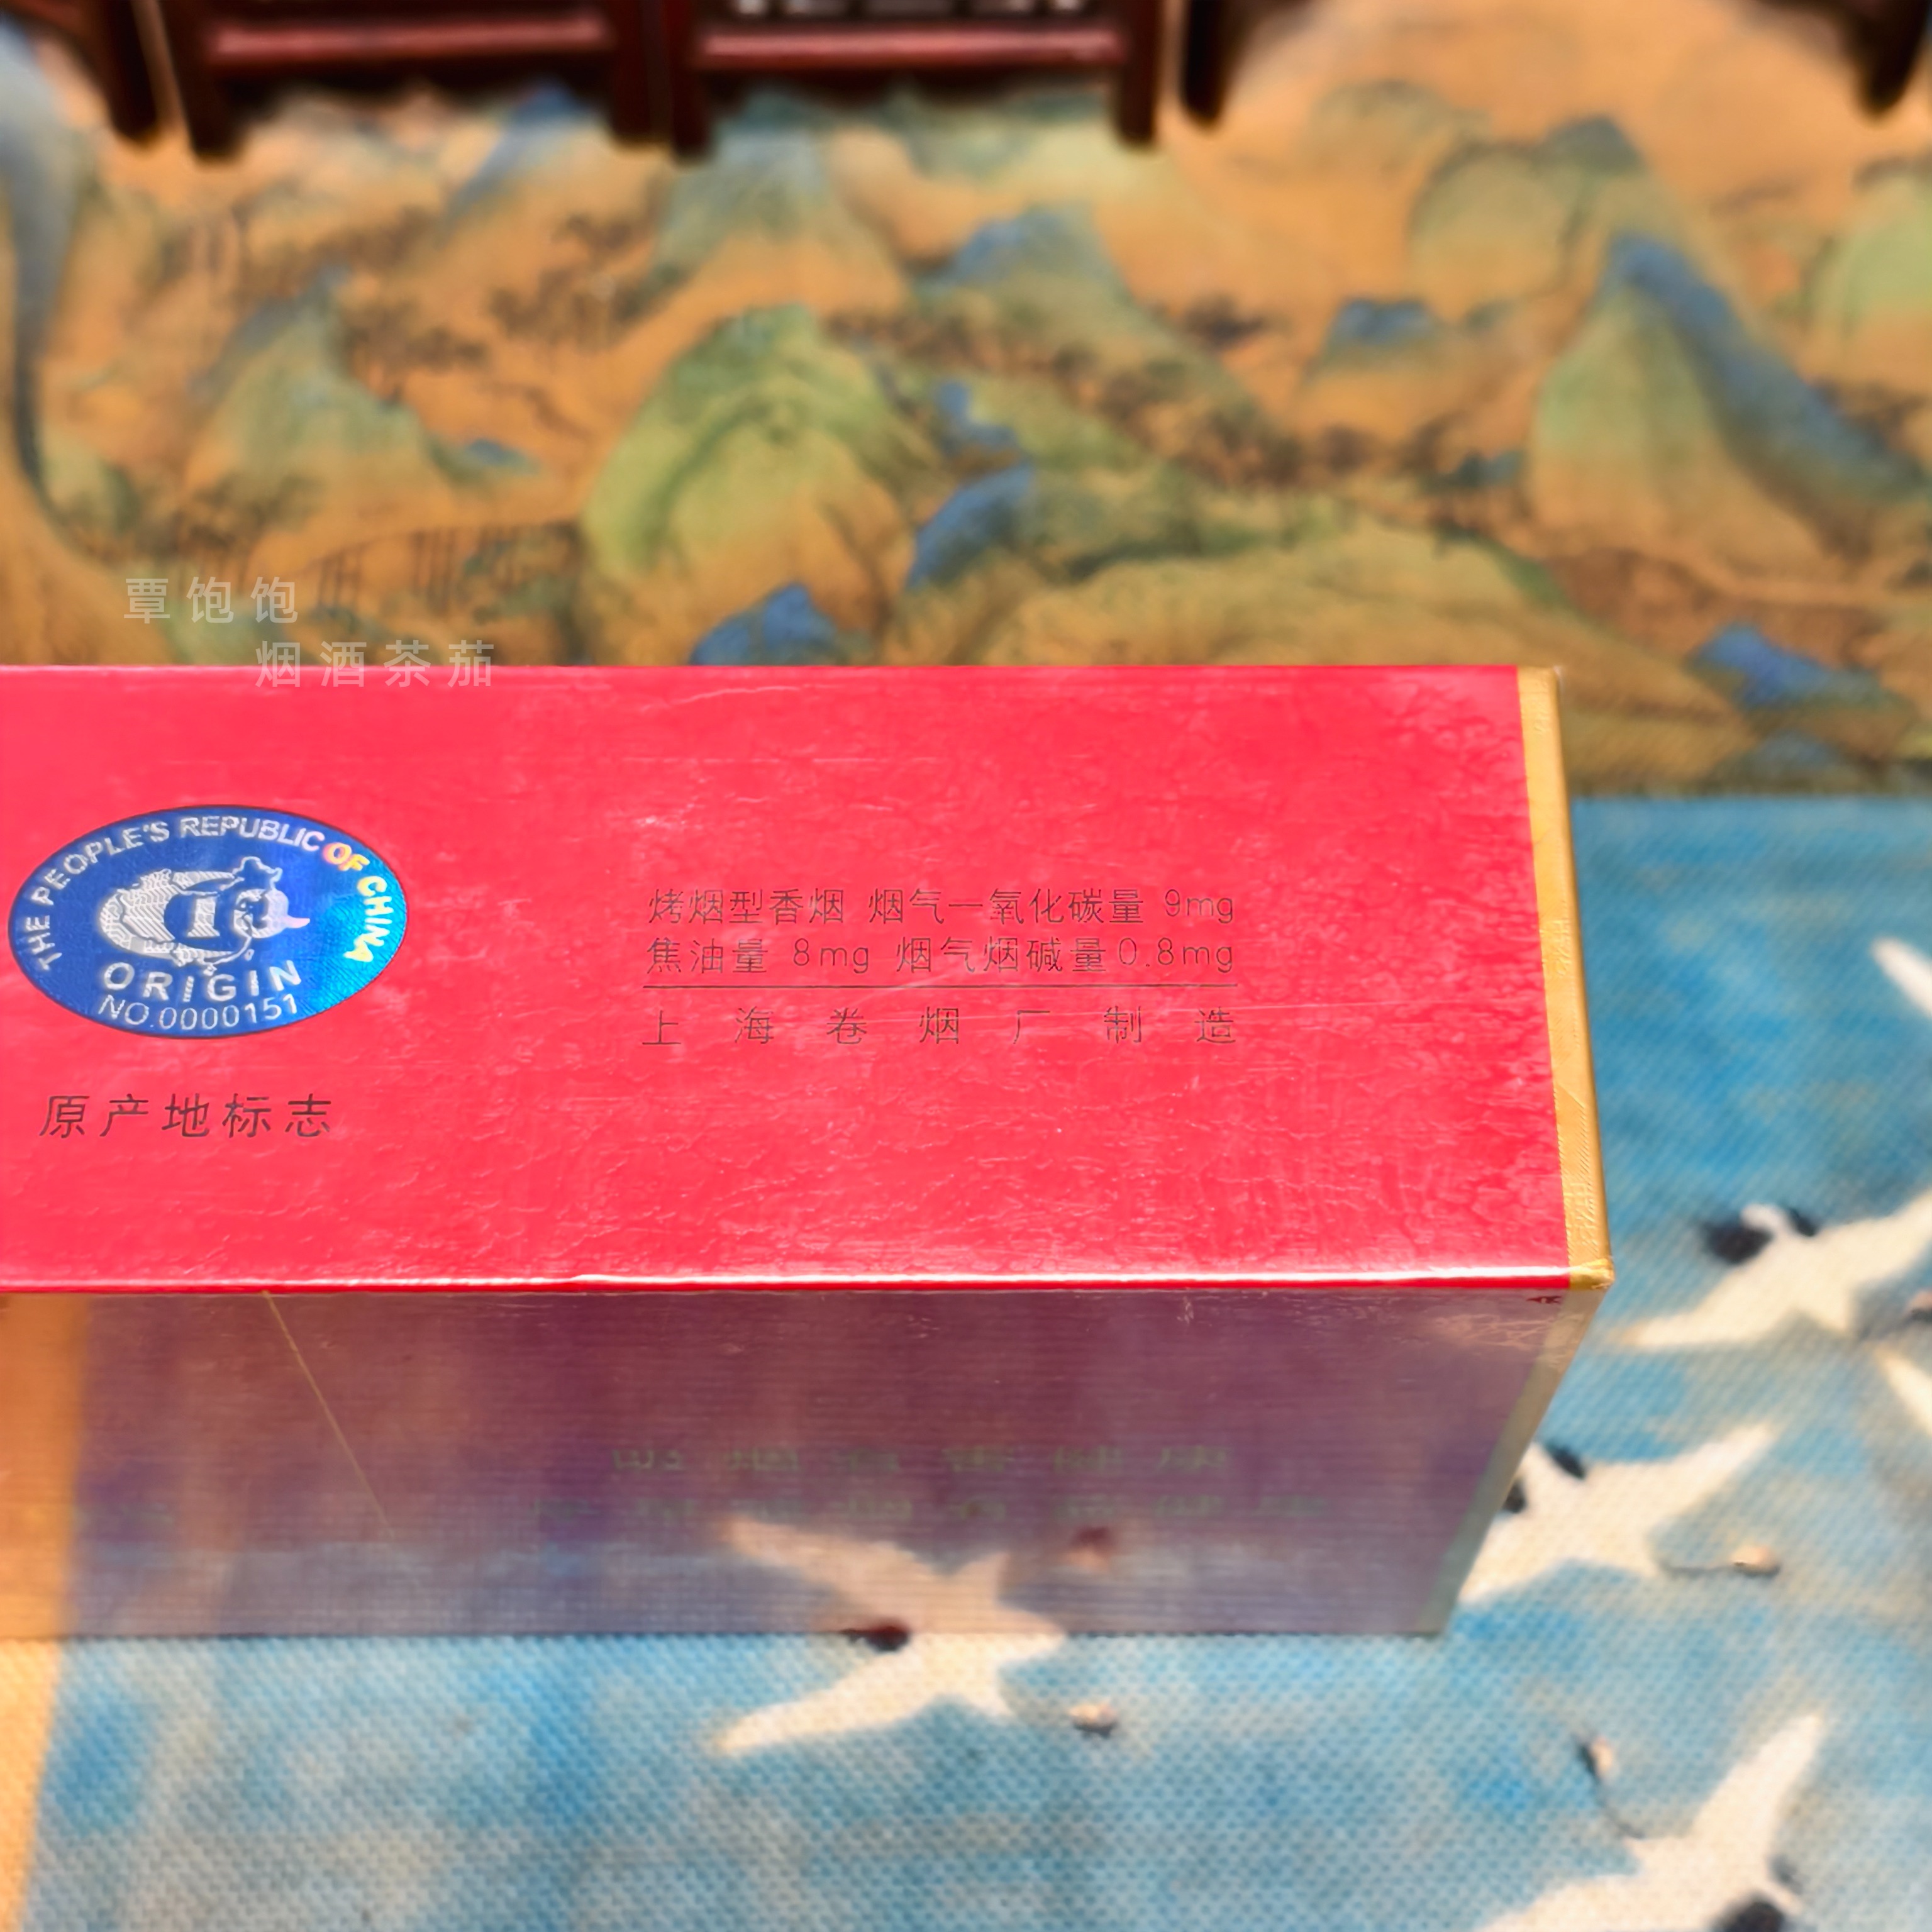 覃饱饱
烟酒茶茄
THE PEOPLE'S REPUBLIC OF CHINA
ORIGIN
NO.0000151
原产地标志
烤烟型香烟 烟气一氧化碳量 9mg
焦油量 8mg 烟气烟碱量0.8mg
上海卷烟厂制造